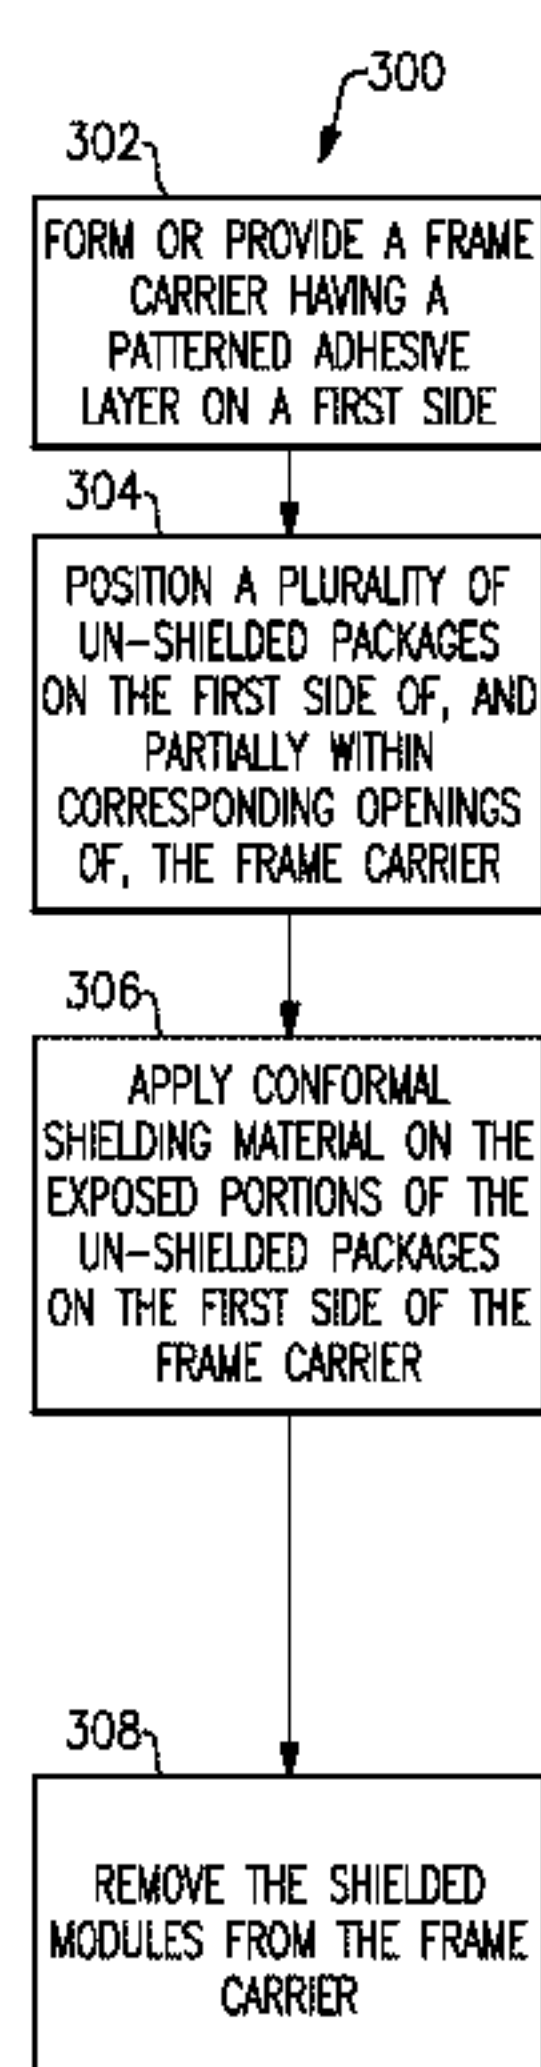 300
302
FORM OR PROVIDE A FRAME
CARRIER HAVING A
PATTERNED ADHESIVE
LAYER ON A FIRST SIDE
304
POSITION A PLURALITY OF
UN-SHIELDED PACKAGES
ON THE FIRST SIDE OF, AND
PARTIALLY WITHIN
CORRESPONDING OPENINGS
OF, THE FRAME CARRIER
306
APPLY CONFORMAL
SHIELDING MATERIAL ON THE
EXPOSED PORTIONS OF THE
UN-SHIELDED PACKAGES
ON THE FIRST SIDE OF THE
FRAME CARRIER
308
REMOVE THE SHIELDED
MODULES FROM THE FRAME
CARRIER